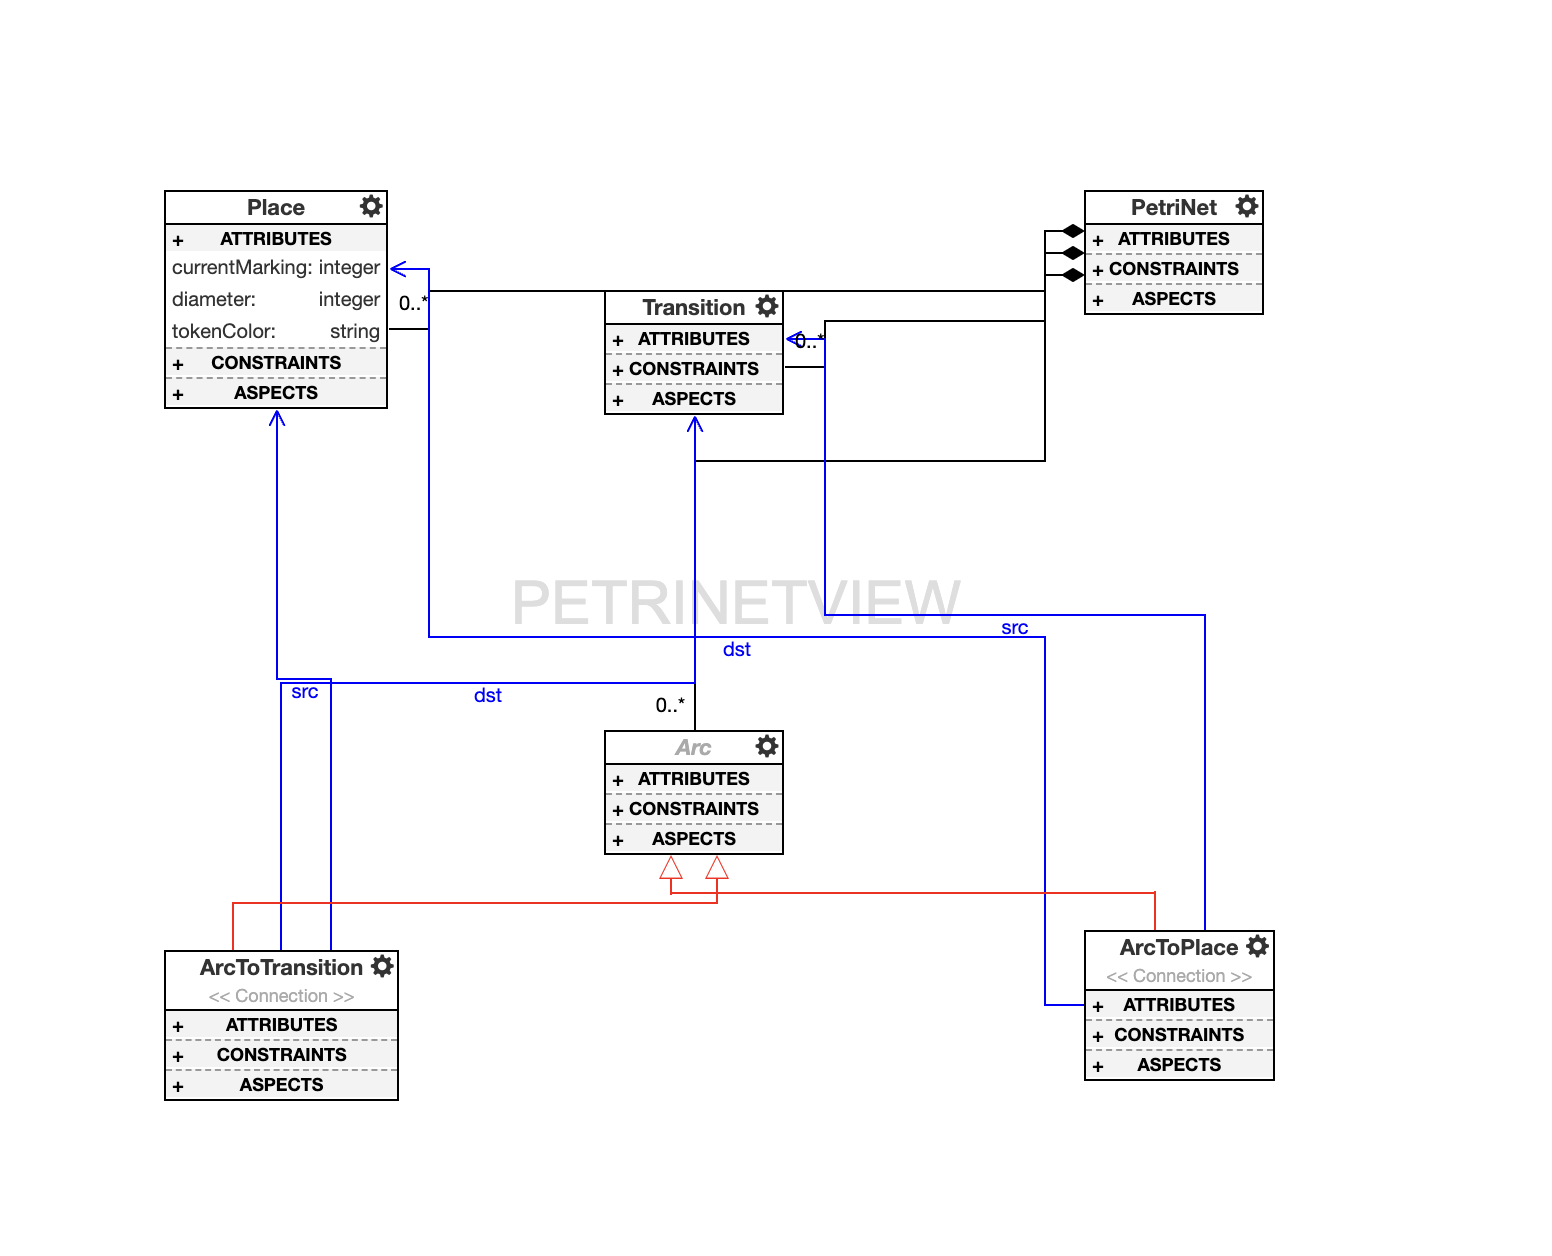 Place
+ ATTRIBUTES
currentMarking: integer
diameter: integer
tokenColor: string
+ CONSTRAINTS
+ ASPECTS
0..*
Transition
+ ATTRIBUTES
+ CONSTRAINTS
+ ASPECTS
0..*
PetriNet
+ ATTRIBUTES
+ CONSTRAINTS
+ ASPECTS
PETRINETVIEW
src
dst
src
dst
0..*
Arc
+ ATTRIBUTES
+ CONSTRAINTS
+ ASPECTS
ArcToTransition
<< Connection >>
+ ATTRIBUTES
+ CONSTRAINTS
+ ASPECTS
ArcToPlace
<< Connection >>
+ ATTRIBUTES
+ CONSTRAINTS
+ ASPECTS